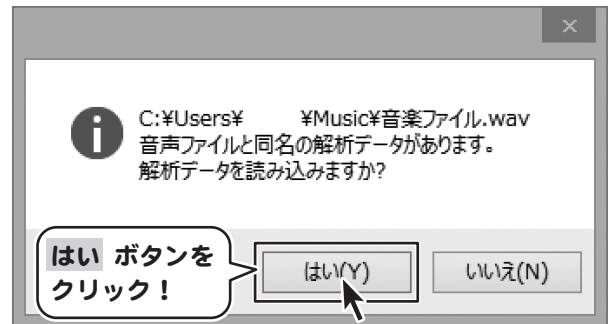 C:¥Users¥ ¥Music¥音楽ファイル.wav
音声ファイルと同名の解析データがあります。
解析データを読み込みますか?
はい ボタンを
クリック！
はい(Y)
いいえ(N)